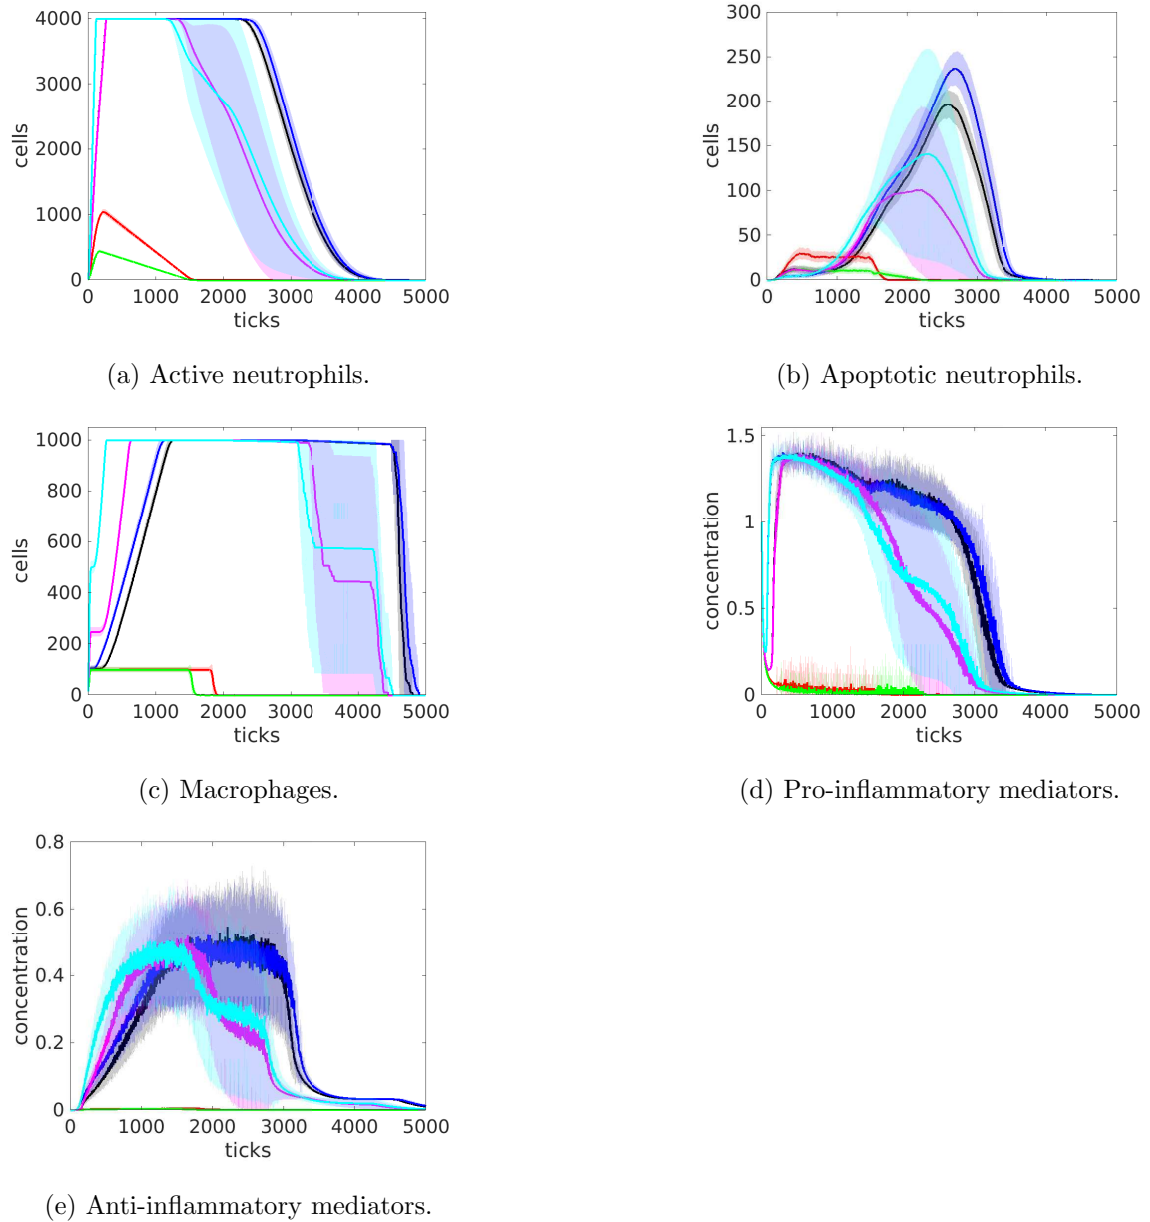 4000
3000
2000
1000
0
cells
0 1000 2000 3000 4000 5000
ticks
(a) Active neutrophils.
300
250
200
150
100
50
0
cells
0 1000 2000 3000 4000 5000
ticks
(b) Apoptotic neutrophils.
1000
800
600
400
200
0
cells
0 1000 2000 3000 4000 5000
ticks
(c) Macrophages.
1.5
1
0.5
0
concentration
0 1000 2000 3000 4000 5000
ticks
(d) Pro-inflammatory mediators.
0.8
0.6
0.4
0.2
0
concentration
0 1000 2000 3000 4000 5000
ticks
(e) Anti-inflammatory mediators.